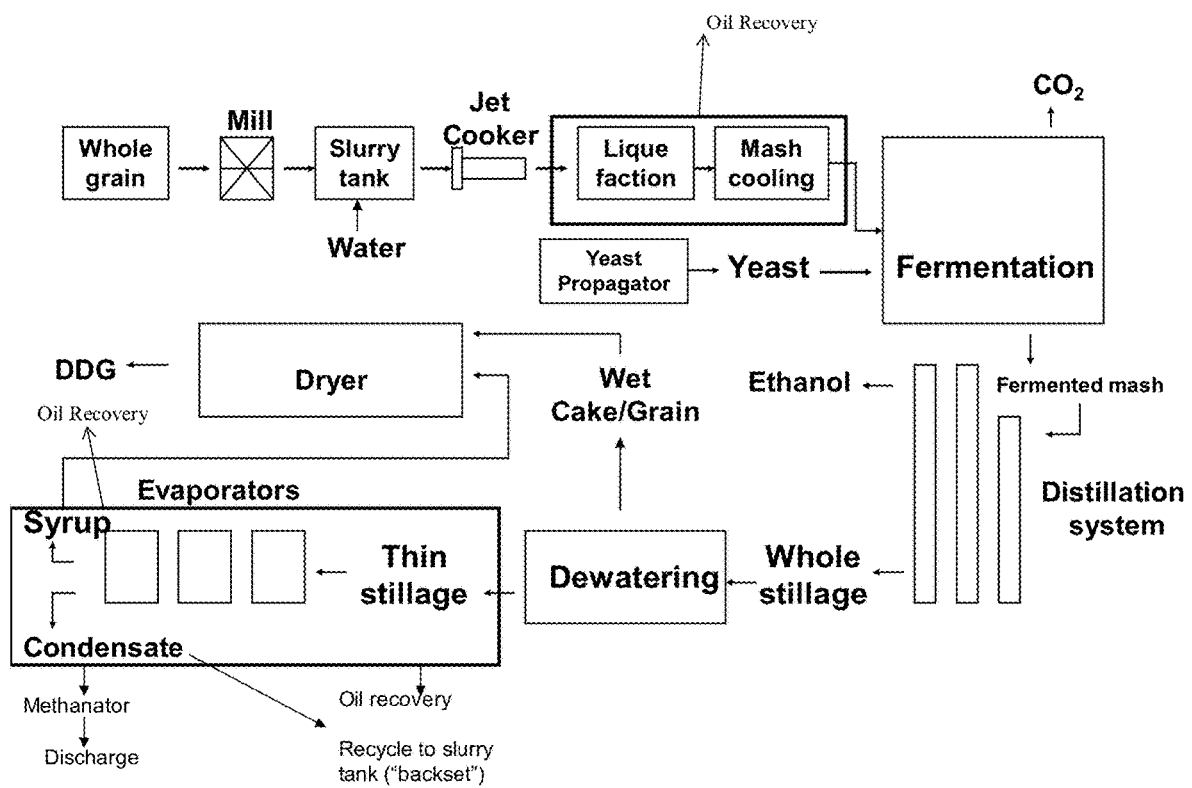 Oil Recovery
CO2
Jet
Cooker
Mill
Whole
grain
Slurry
tank
Lique
faction
Mash
cooling
Water
Yeast
Propagator
Yeast
Fermentation
DDG
Dryer
Wet
Cake/Grain
Ethanol
Fermented mash
Oil Recovery
Evaporators
Distillation
system
Syrup
Thin
stillage
Dewatering
Whole
stillage
Condensate
Methanator
Oil recovery
Discharge
Recycle to slurry
tank ("backset")